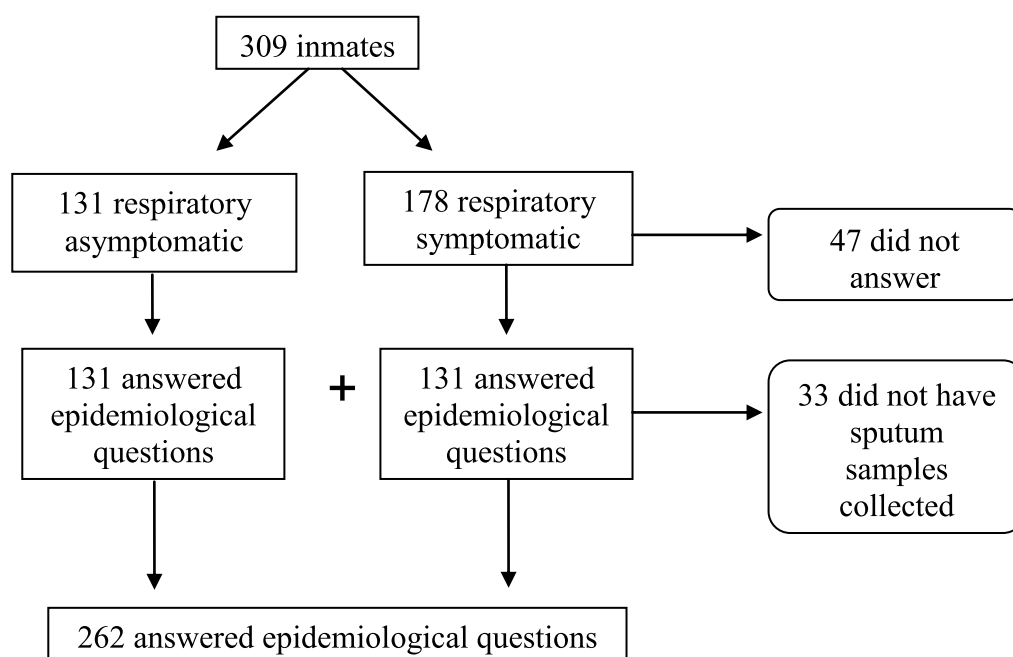 309 inmates
131 respiratory
asymptomatic
178 respiratory
symptomatic
47 did not
answer
131 answered
epidemiological
questions
+
131 answered
epidemiological
questions
33 did not have
sputum
samples
collected
262 answered epidemiological questions